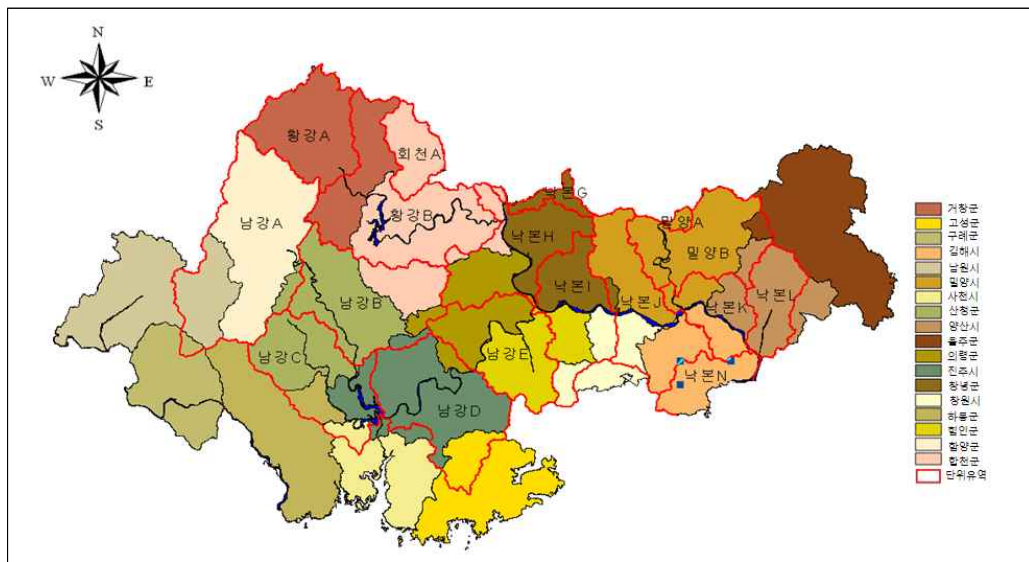 N
W E
S
황강A
회천A
낙본G
남강A
황강B
밀양A
낙본H
밀양B
낙본I
낙본J
낙본K
낙본L
남강B
남강C
남강E
낙본N
남강D
거창군
고성군
구례군
김해시
남원시
밀양시
사천시
산청군
양산시
울주군
의령군
진주시
창녕군
창원시
하동군
함안군
함양군
합천군
단위유역